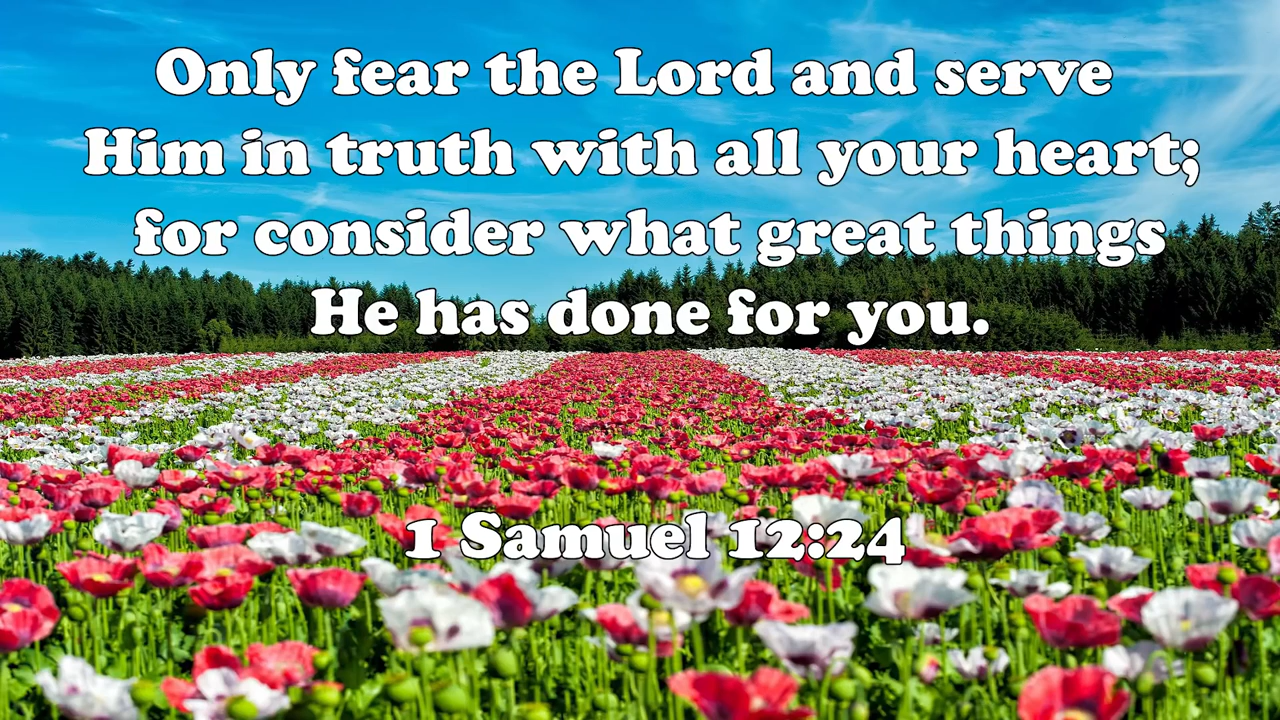 Only fear the Lord and serve
Him in truth with all your heart;
for consider what great things
He has done for you.
1 Samuel 12:24